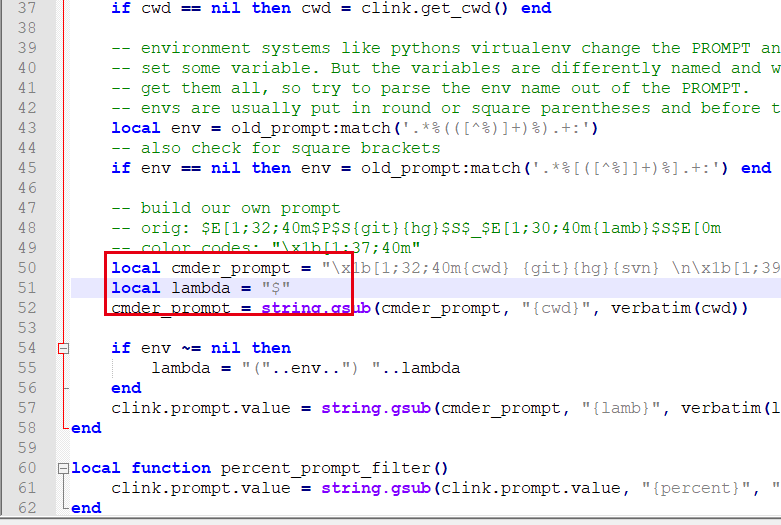 37 if cwd == nil then cwd = clink.get_cwd() end
38
39 -- environment systems like pythons virtualenv change the PROMPT an
40 -- set some variable. But the variables are differently named and w
41 -- get them all, so try to parse the env name out of the PROMPT.
42 -- envs are usually put in round or square parentheses and before t
43 local env = old_prompt:match('.*%(([^%)]+)%).+:')
44 -- also check for square brackets
45 if env == nil then env = old_prompt:match('.*%[([^%]]+)%].+:') end
46
47 -- build our own prompt
48 -- orig: $E[1;32;40m$P$S{git}{hg}$S$_$E[1;30;40m{lamb}$S$E[0m
49 -- color codes: "\x1b[1;37;40m"
50 local cmder_prompt = "\x1b[1;32;40m{cwd} {git}{hg}{svn} \n\x1b[1;39
51 local lambda = "$"
52 cmder_prompt = string.gsub(cmder_prompt, "{cwd}", verbatim(cwd))
53
54 if env ~= nil then
55 lambda = "("..env..") "..lambda
56 end
57 clink.prompt.value = string.gsub(cmder_prompt, "{lamb}", verbatim(l
58 end
59
60 local function percent_prompt_filter()
61 clink.prompt.value = string.gsub(clink.prompt.value, "{percent}", "
62 end